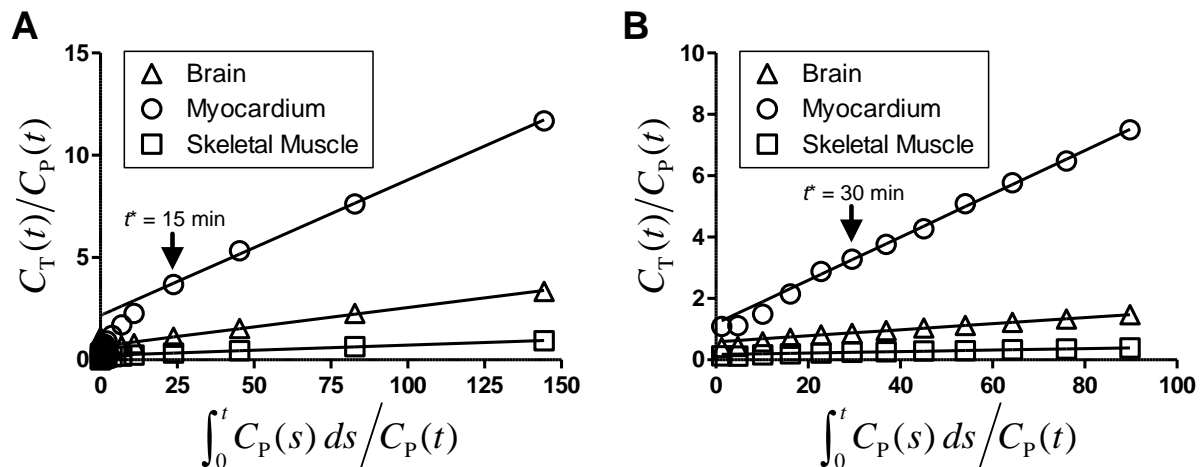 A
C_T(t)/C_P(t)
15
10
5
0
Brain
Myocardium
Skeletal Muscle
t* = 15 min
0 25 50 75 100 125 150
∫_0^t C_P(s) ds/C_P(t)
B
C_T(t)/C_P(t)
10
8
6
4
2
0
Brain
Myocardium
Skeletal Muscle
t* = 30 min
0 20 40 60 80 100
∫_0^t C_P(s) ds/C_P(t)